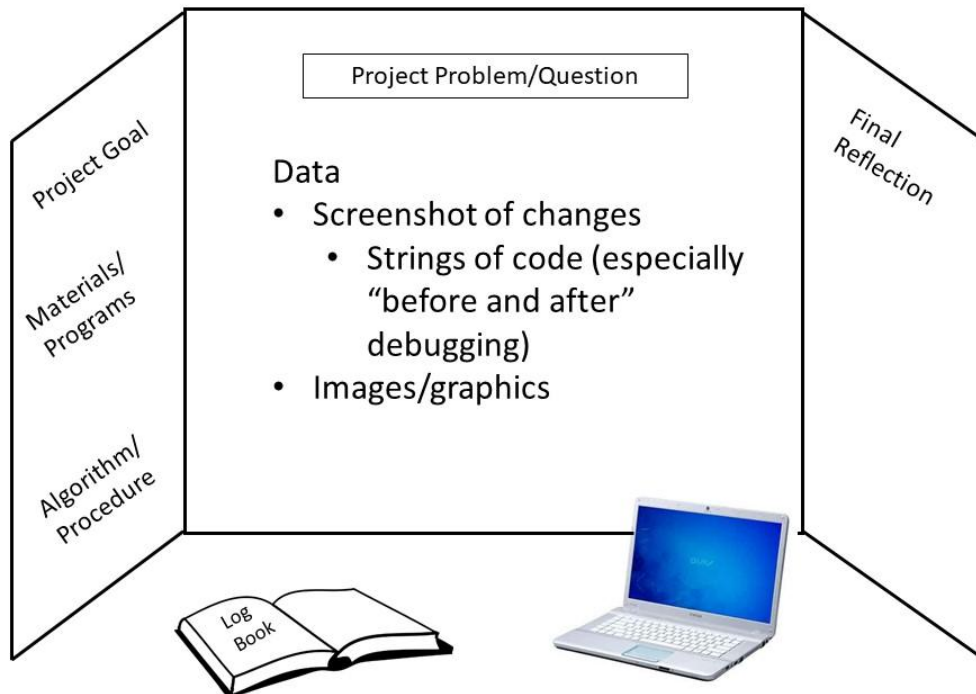 Project Goal
Materials/
Programs
Algorithm/
Procedure
Project Problem/Question
Data
• Screenshot of changes
• Strings of code (especially
“before and after”
debugging)
• Images/graphics
Final
Reflection
Log
Book